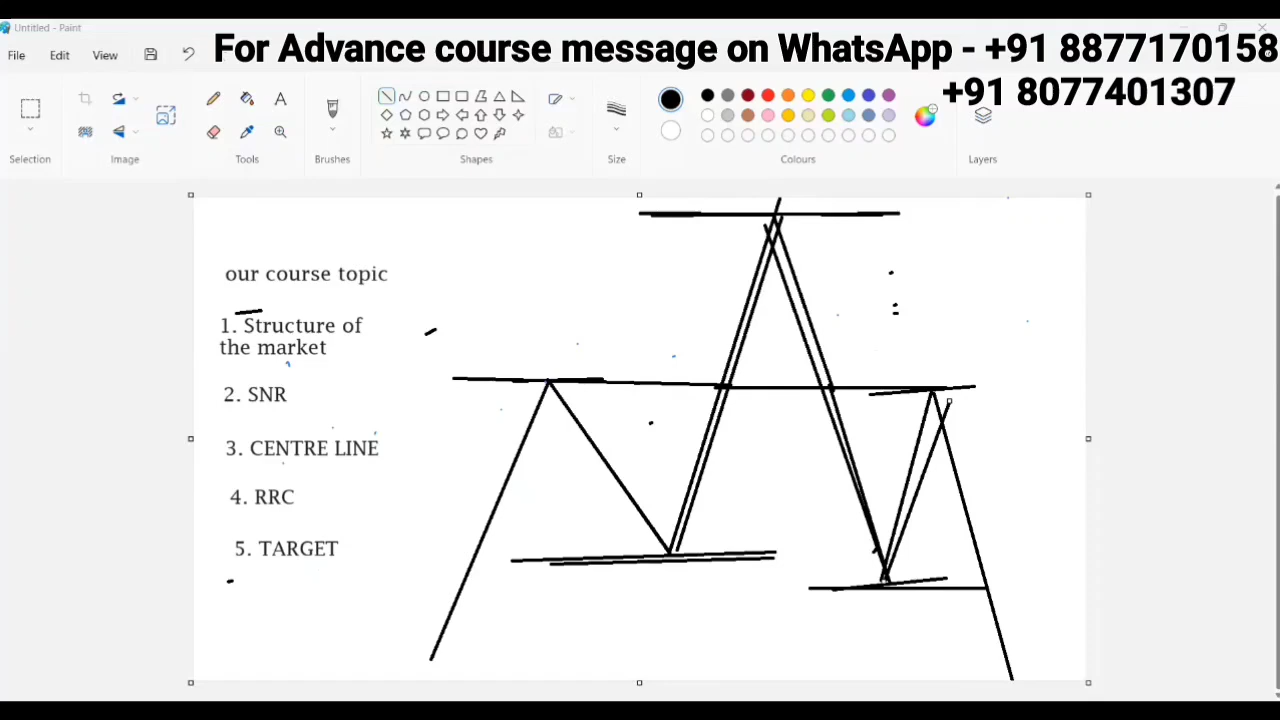 Untitled - Paint
For Advance course message on WhatsApp - +91 8877170158
+91 8077401307
File Edit View
Selection Image Tools Brushes Shapes Size Colours Layers
our course topic
1. Structure of
the market
2. SNR
3. CENTRE LINE
4. RRC
5. TARGET